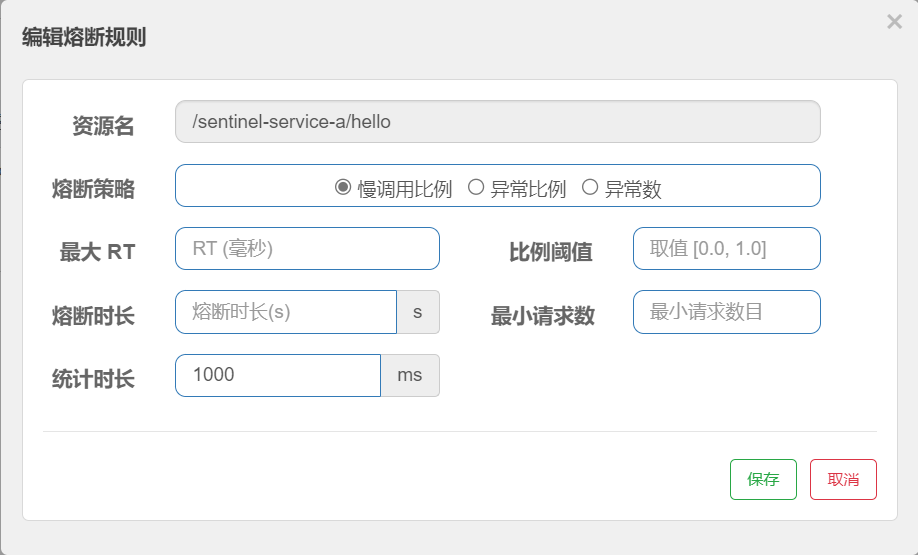 编辑熔断规则 ×
资源名 /sentinel-service-a/hello
熔断策略 慢调用比例 异常比例 异常数
最大 RT RT (毫秒) 比例阈值 取值 [0.0, 1.0]
熔断时长 熔断时长(s) s 最小请求数 最小请求数目
统计时长 1000 ms
保存 取消